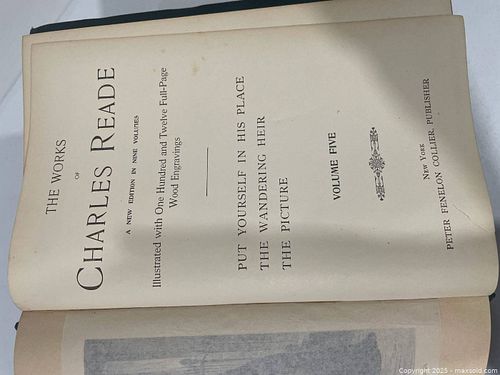 THE WORKS
OF
CHARLES READE
A NEW EDITION IN NINE VOLUMES
Illustrated with One Hundred and Twelve Full-Page
Wood Engravings
PUT YOURSELF IN HIS PLACE
THE WANDERING HEIR
THE PICTURE
VOLUME FIVE
NEW YORK
PETER FENELON COLLIER, PUBLISHER
Copyright 2025 - maxsold.com